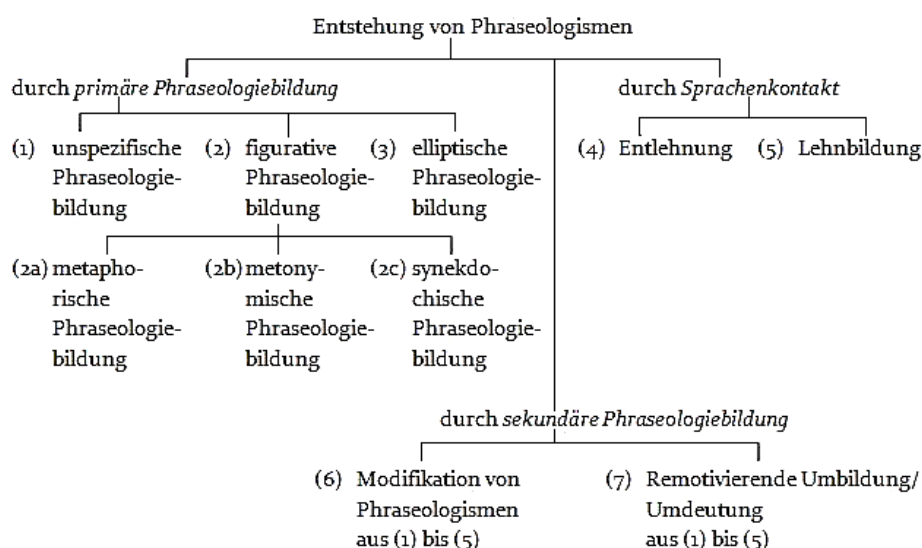 Entstehung von Phraseologismen
durch primäre Phraseologiebildung
durch Sprachenkontakt
(1) unspezifische
Phraseologie-
bildung
(2) figurative
Phraseologie-
bildung
(3) elliptische
Phraseologie-
bildung
(4) Entlehnung
(5) Lehnbildung
(2a) metapho-
rische
Phraseologie-
bildung
(2b) metony-
mische
Phraseologie-
bildung
(2c) synekdo-
chische
Phraseologie-
bildung
durch sekundäre Phraseologiebildung
(6) Modifikation von
Phraseologismen
aus (1) bis (5)
(7) Remotivierende Umbildung/
Umdeutung
aus (1) bis (5)